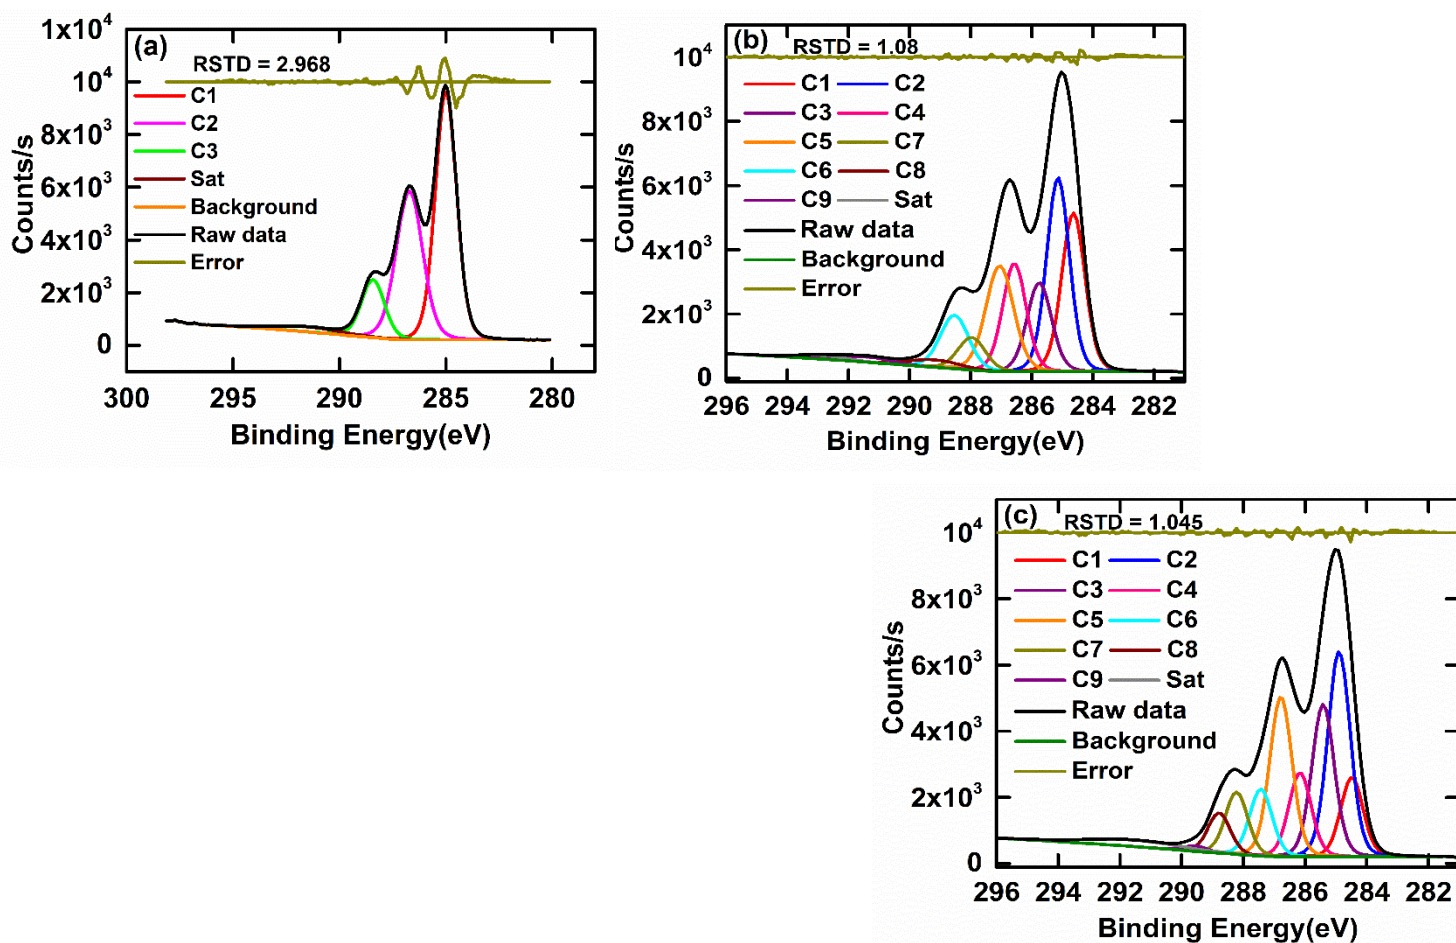 (a)
RSTD = 2.968
1x10⁴
10⁴
8x10³
6x10³
4x10³
2x10³
0
Counts/s
C1
C2
C3
Sat
Background
Raw data
Error
300 295 290 285 280
Binding Energy(eV)
(b)
RSTD = 1.08
10⁴
8x10³
6x10³
4x10³
2x10³
0
Counts/s
C1 C2
C3 C4
C5 C7
C6 C8
C9 Sat
Raw data
Background
Error
296 294 292 290 288 286 284 282
Binding Energy(eV)
(c)
RSTD = 1.045
10⁴
8x10³
6x10³
4x10³
2x10³
0
Counts/s
C1 C2
C3 C4
C5 C6
C7 C8
C9 Sat
Raw data
Background
Error
296 294 292 290 288 286 284 282
Binding Energy(eV)